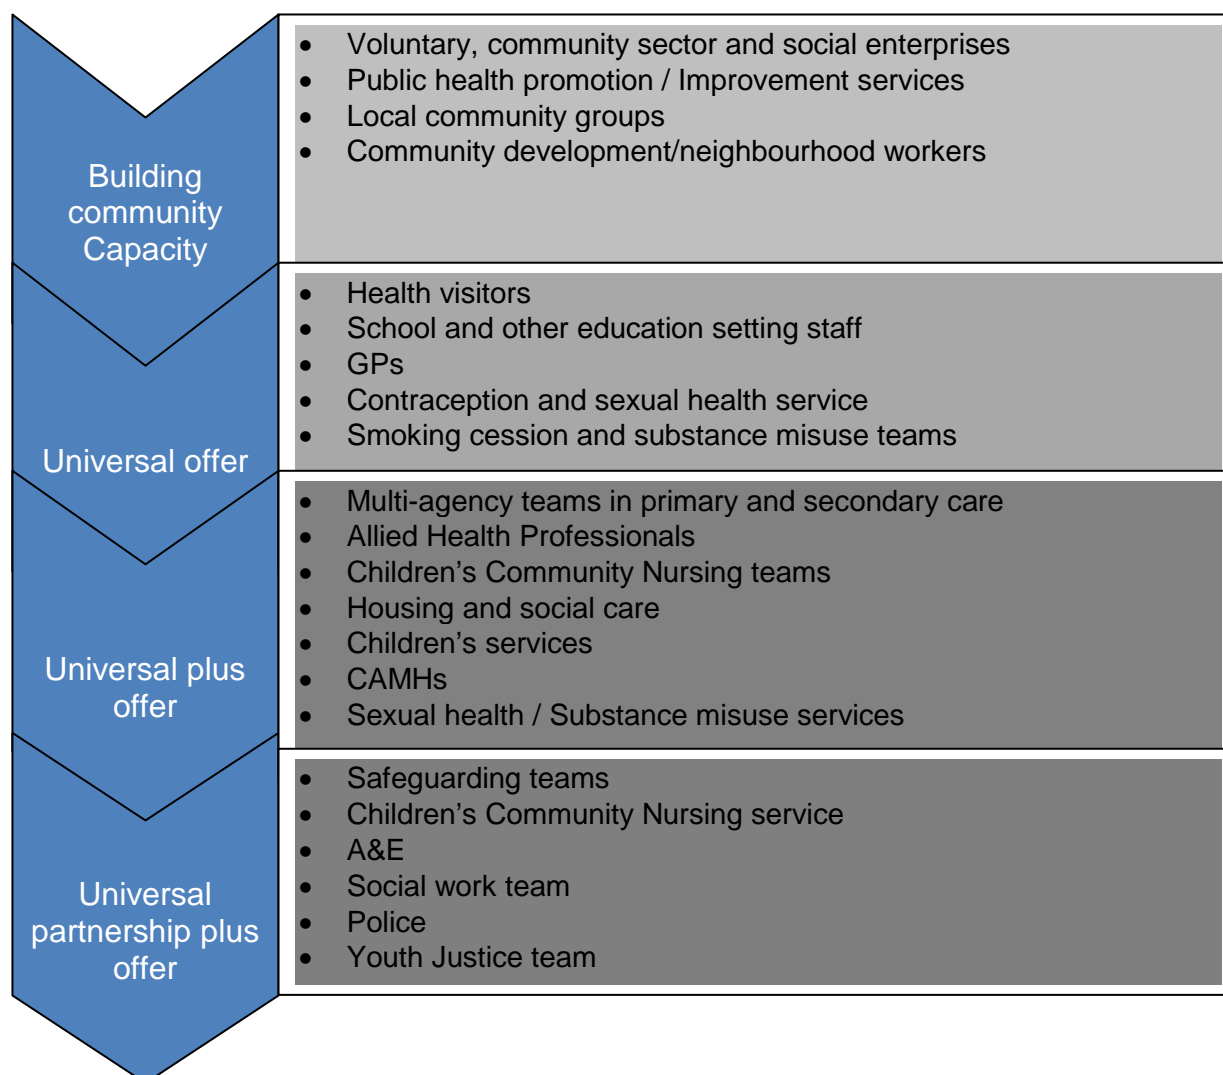 Building
community
Capacity
• Voluntary, community sector and social enterprises
• Public health promotion / Improvement services
• Local community groups
• Community development/neighbourhood workers
Universal offer
• Health visitors
• School and other education setting staff
• GPs
• Contraception and sexual health service
• Smoking cession and substance misuse teams
Universal plus
offer
• Multi-agency teams in primary and secondary care
• Allied Health Professionals
• Children’s Community Nursing teams
• Housing and social care
• Children’s services
• CAMHs
• Sexual health / Substance misuse services
Universal
partnership plus
offer
• Safeguarding teams
• Children’s Community Nursing service
• A&E
• Social work team
• Police
• Youth Justice team